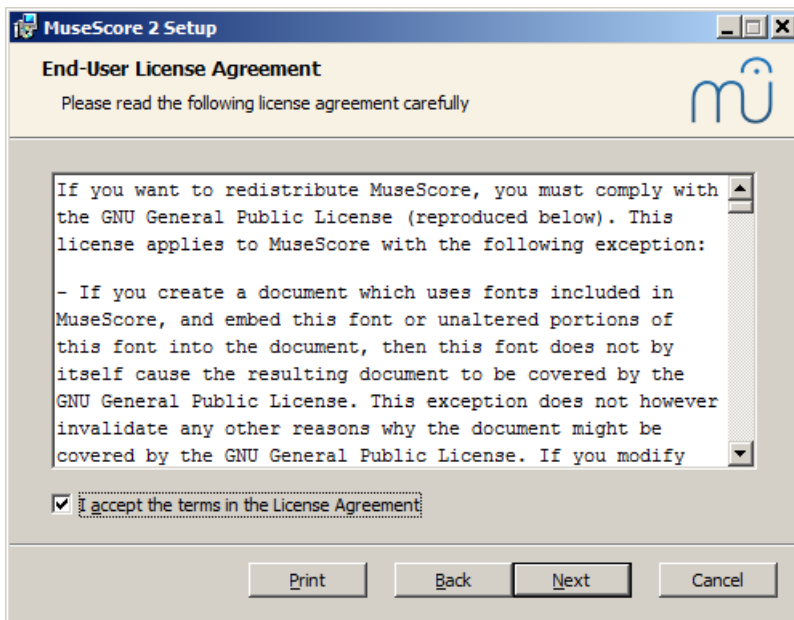 MuseScore 2 Setup
End-User License Agreement
Please read the following license agreement carefully
If you want to redistribute MuseScore, you must comply with
the GNU General Public License (reproduced below). This
license applies to MuseScore with the following exception:
- If you create a document which uses fonts included in
MuseScore, and embed this font or unaltered portions of
this font into the document, then this font does not by
itself cause the resulting document to be covered by the
GNU General Public License. This exception does not however
invalidate any other reasons why the document might be
covered by the GNU General Public License. If you modify
I accept the terms in the License Agreement
Print Back Next Cancel